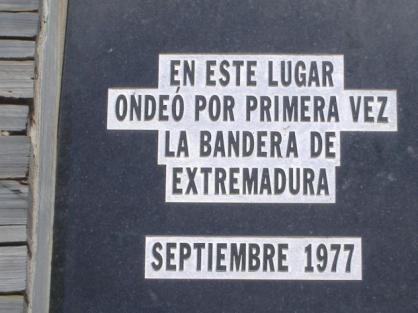 EN ESTE LUGAR
ONDEÓ POR PRIMERA VEZ
LA BANDERA DE
EXTREMADURA
SEPTIEMBRE 1977